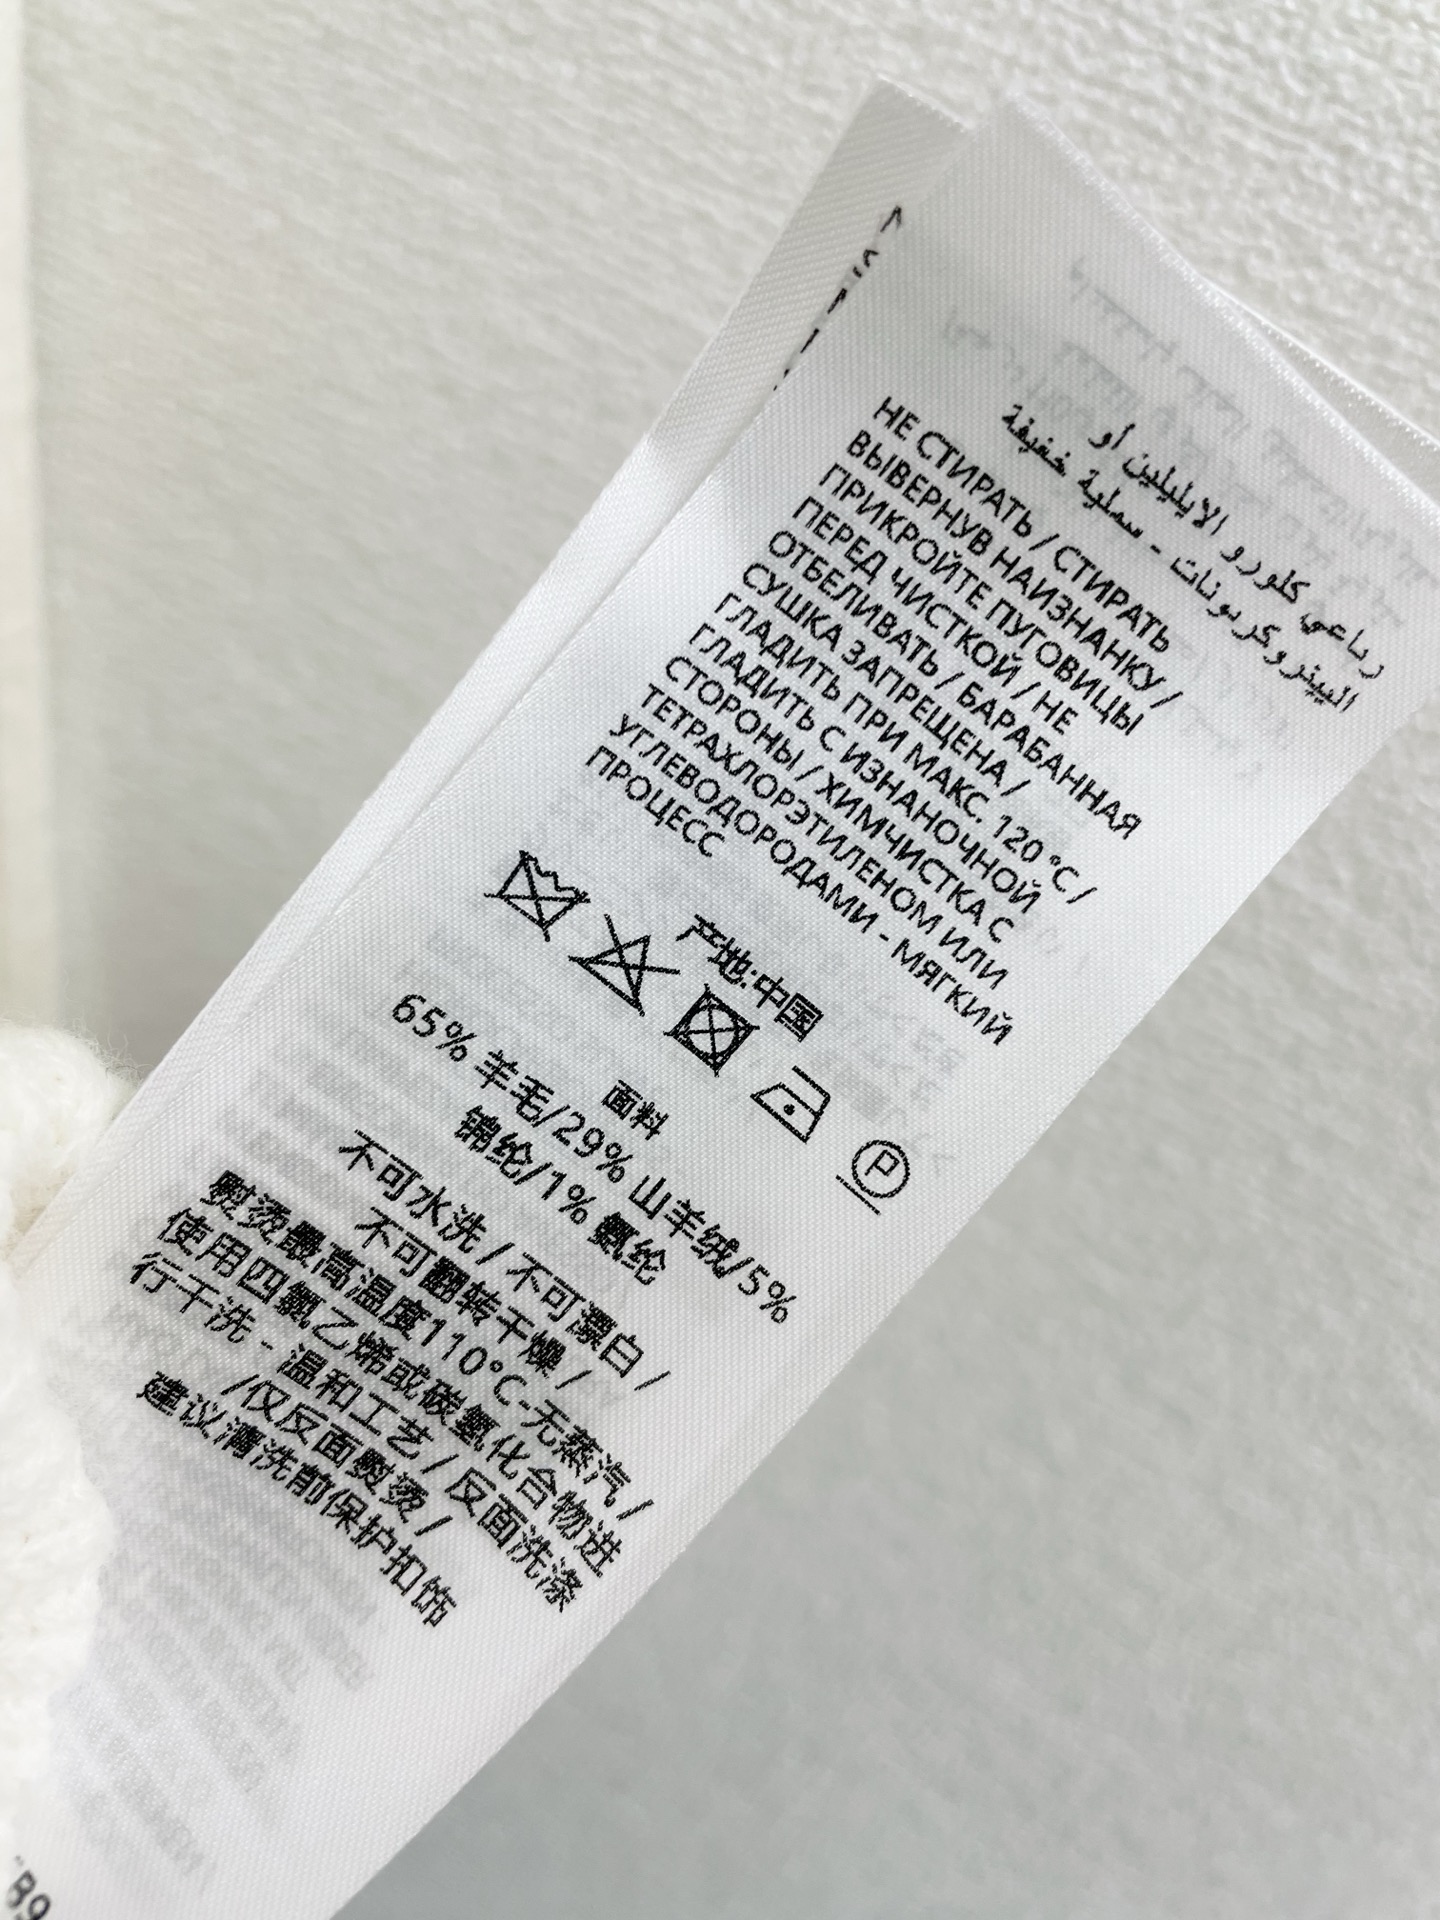 رباعي كلورو الايثيلين أو
البيتروكربونات - سملية خفيفة
НЕ СТИРАТЬ / СТИРАТЬ
ВЫВЕРНУВ НАИЗНАНКУ /
ПРИКРОЙТЕ ПУГОВИЦЫ
ПЕРЕД ЧИСТКОЙ / НЕ
ОТБЕЛИВАТЬ / БАРАБАННАЯ
СУШКА ЗАПРЕЩЕНА /
ГЛАДИТЬ ПРИ МАКС. 120 °C /
ГЛАДИТЬ С ИЗНАНОЧНОЙ
СТОРОНЫ / ХИМЧИСТКА С
ТЕТРАХЛОРЭТИЛЕНОМ ИЛИ
УГЛЕВОДОРОДАМИ - МЯГКИЙ
ПРОЦЕСС
产地:中国
P
面料
65% 羊毛/29% 山羊绒/5%
锦纶/1% 氨纶
不可水洗 / 不可漂白 /
不可翻转干燥 /
熨烫最高温度110°C-无蒸汽 /
使用四氯乙烯或碳氢化合物进
行干洗 - 温和工艺 / 反面洗涤
/仅反面熨烫 /
建议清洗前保护扣饰
89